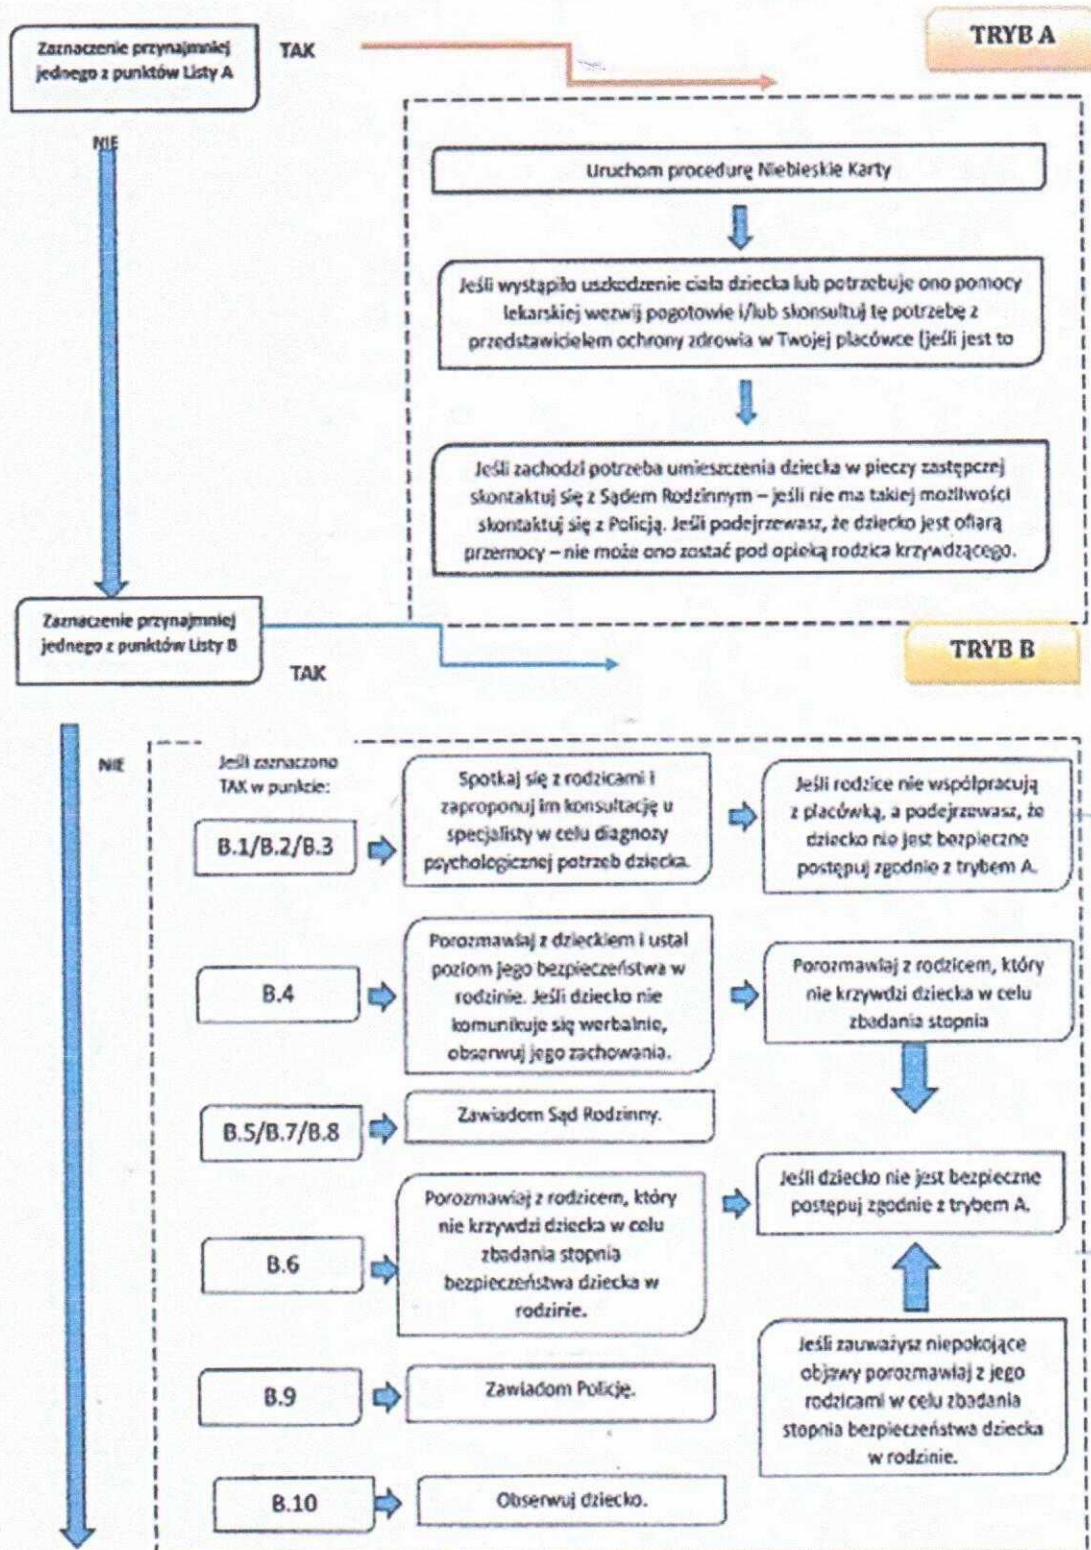 Zaznaczenie przynajmniej
jednego z punktów Listy A
TAK
TRYB A
NIE
Uruchom procedurę Niebieskie Karty
Jeśli wystąpiło uszkodzenie ciała dziecka lub potrzebuje ono pomocy
lekarskiej wezwij pogotowie i/lub skonsultuj tę potrzebę z
przedstawicielem ochrony zdrowia w Twojej placówce (jeśli jest to
Jeśli zachodzi potrzeba umieszczenia dziecka w pieczy zastępczej
skontaktuj się z Sądem Rodzinnym – jeśli nie ma takiej możliwości
skontaktuj się z Policją. Jeśli podejrzewasz, że dziecko jest ofiarą
przemocy – nie może ono zostać pod opieką rodzica krzywdzącego.
Zaznaczenie przynajmniej
jednego z punktów Listy B
TAK
TRYB B
NIE
Jeśli zaznaczono
TAK w punkcie:
B.1/B.2/B.3
Spotkaj się z rodzicami i
zaproponuj im konsultację u
specjalisty w celu diagnozy
psychologicznej potrzeb dziecka.
Jeśli rodzice nie współpracują
z placówką, a podejrzewasz, że
dziecko nie jest bezpieczne
postępuj zgodnie z trybem A.
B.4
Porozmawiaj z dzieckiem i ustal
poziom jego bezpieczeństwa w
rodzinie. Jeśli dziecko nie
komunikuje się werbalnie,
obserwuj jego zachowania.
Porozmawiaj z rodzicem, który
nie krzywdzi dziecka w celu
zbadania stopnia
B.5/B.7/B.8
Zawiadom Sąd Rodzinny.
B.6
Porozmawiaj z rodzicem, który
nie krzywdzi dziecka w celu
zbadania stopnia
bezpieczeństwa dziecka w
rodzinie.
Jeśli dziecko nie jest bezpieczne
postępuj zgodnie z trybem A.
B.9
Zawiadom Policję.
Jeśli zauważysz niepokojące
objawy porozmawiaj z jego
rodzicami w celu zbadania
stopnia bezpieczeństwa dziecka
w rodzinie.
B.10
Obserwuj dziecko.